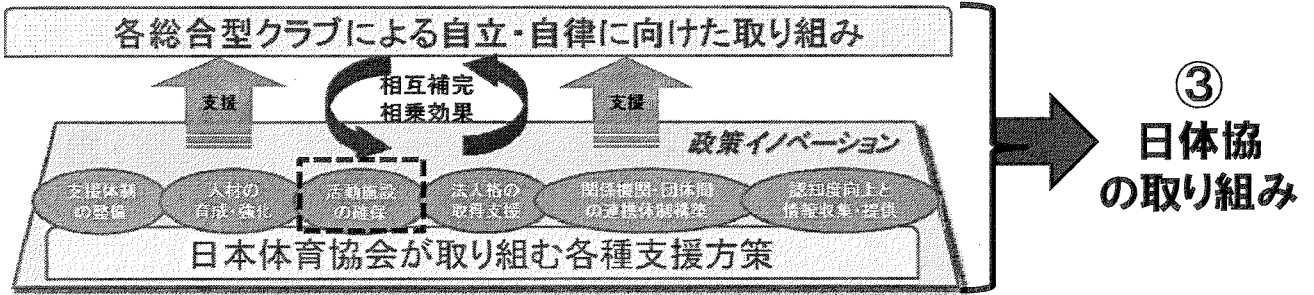 各総合型クラブによる自立・自律に向けた取り組み
支援
相互補完
相乗効果
支援
政策イノベーション
支援体制
の整備
人材の
育成・強化
活動施設
の確保
法人格の
取得支援
関係機関・団体間
の連携体制構築
認知度向上と
情報収集・提供
日本体育協会が取り組む各種支援方策
③
日体協
の取り組み